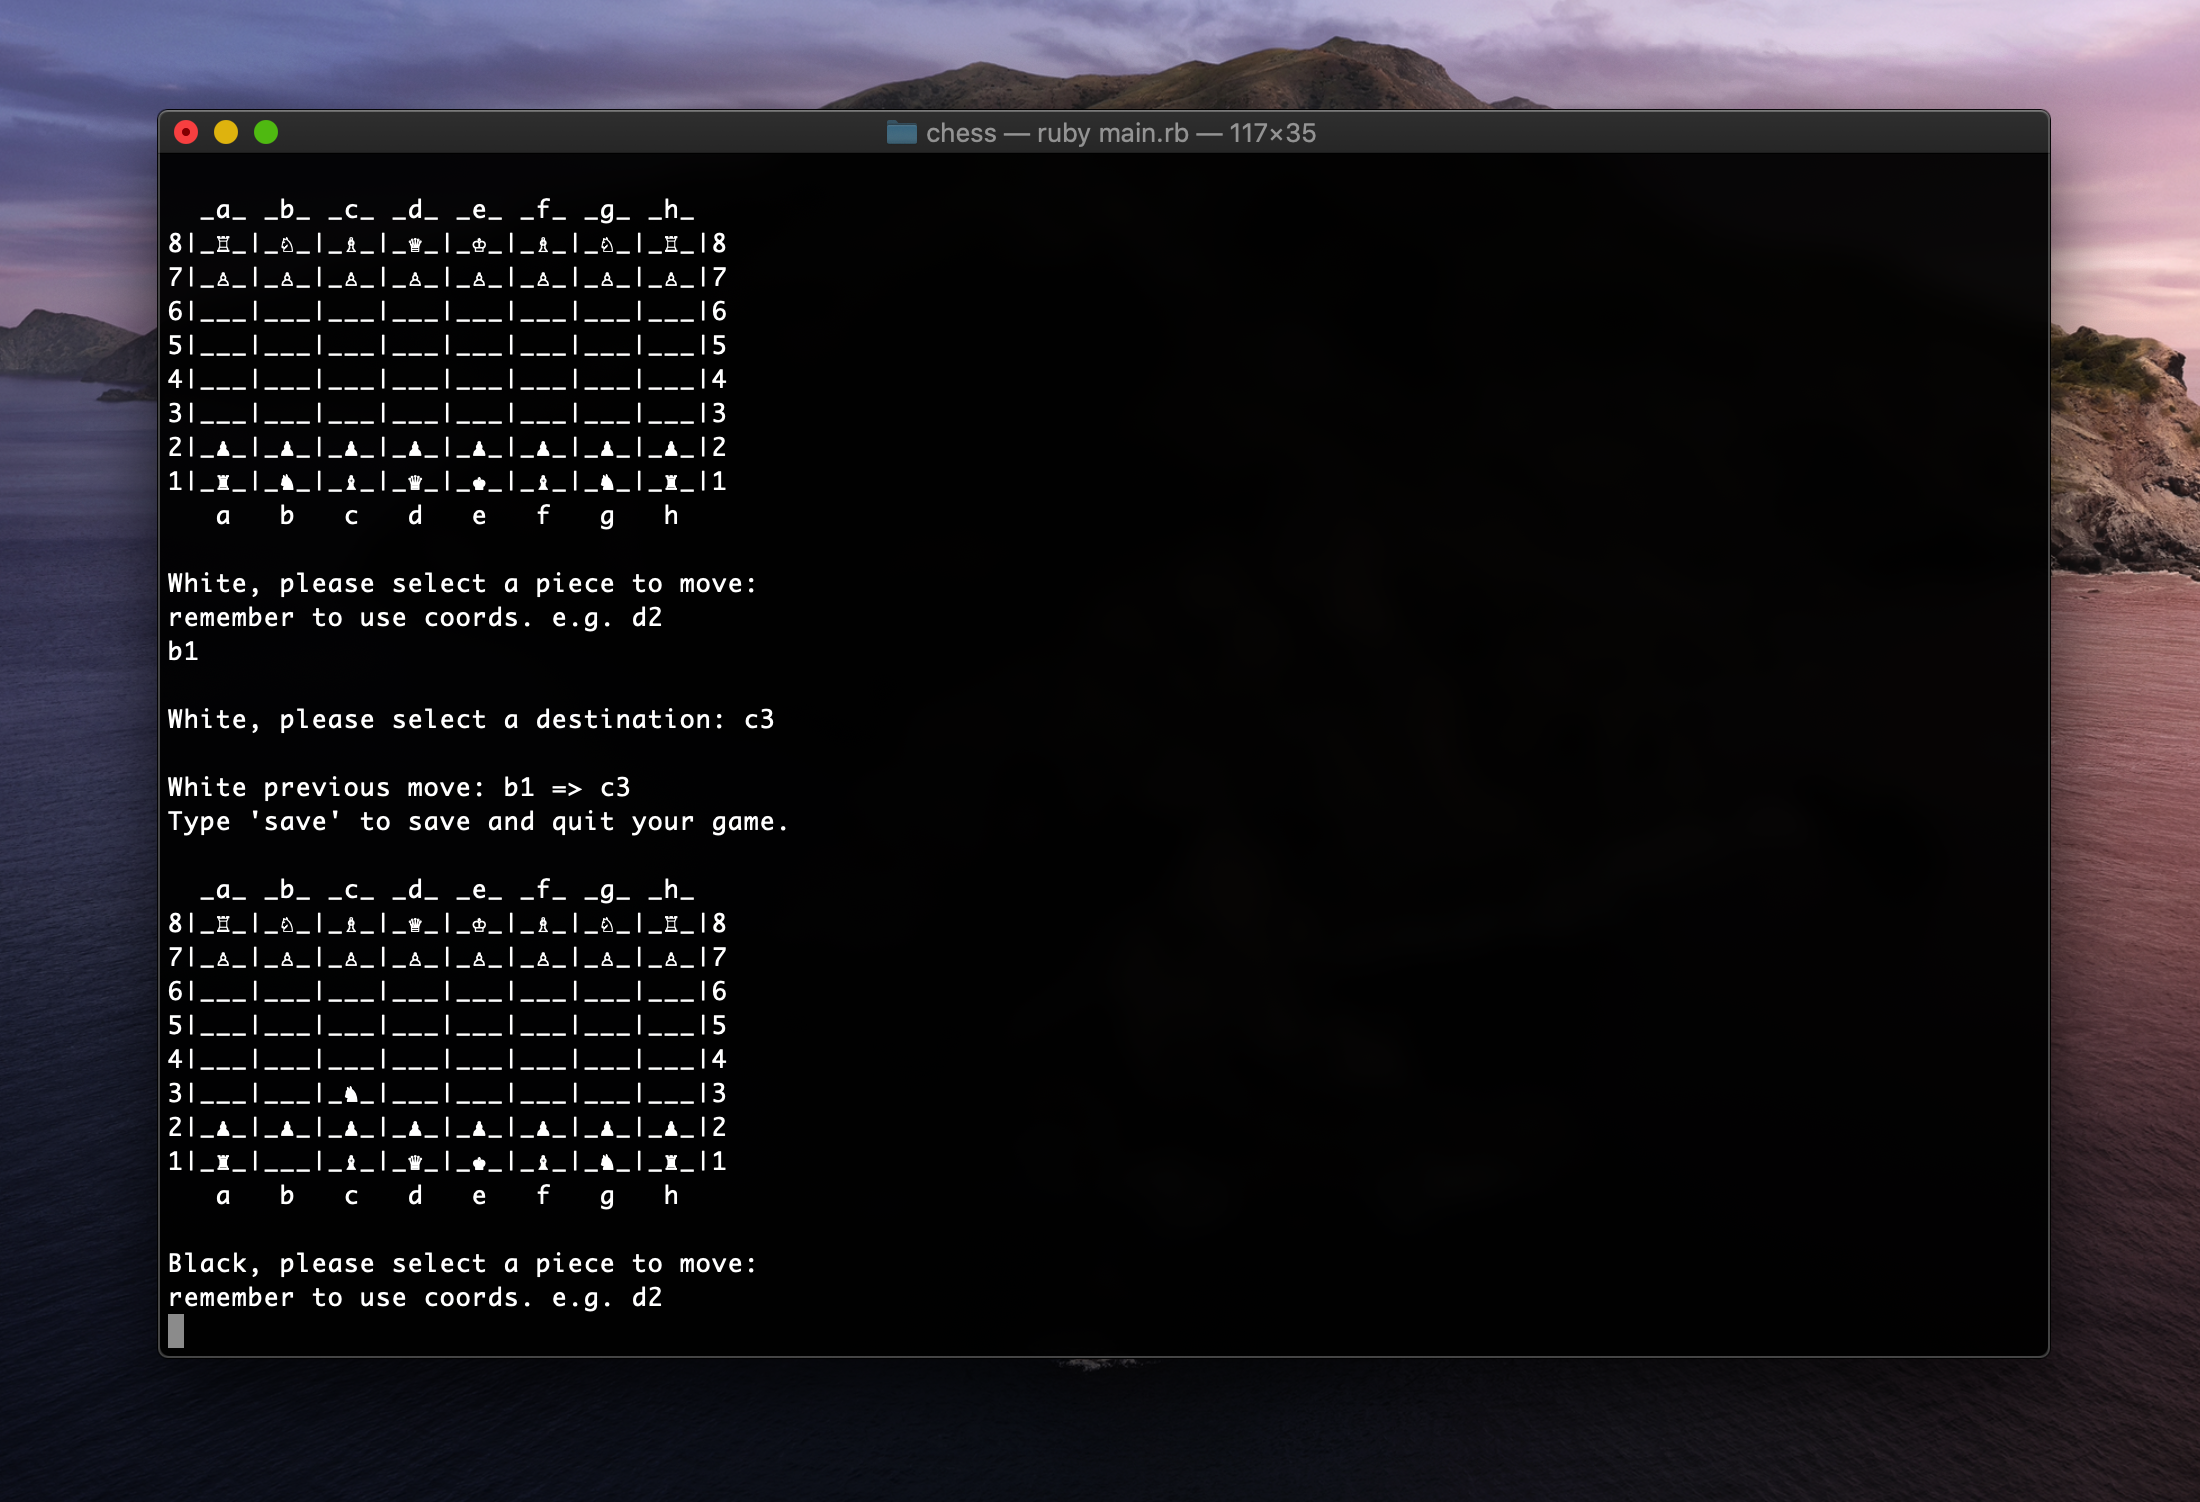 chess — ruby main.rb — 117×35
_a_ _b_ _c_ _d_ _e_ _f_ _g_ _h_
8|_♖_|_♘_|_♗_|_♛_|_♔_|_♗_|_♘_|_♖_|8
7|_♙_|_♙_|_♙_|_♙_|_♙_|_♙_|_♙_|_♙_|7
6|___|___|___|___|___|___|___|___|6
5|___|___|___|___|___|___|___|___|5
4|___|___|___|___|___|___|___|___|4
3|___|___|___|___|___|___|___|___|3
2|_♟_|_♟_|_♟_|_♟_|_♟_|_♟_|_♟_|_♟_|2
1|_♜_|_♞_|_♝_|_♛_|_♚_|_♝_|_♞_|_♜_|1
a b c d e f g h
White, please select a piece to move:
remember to use coords. e.g. d2
b1
White, please select a destination: c3
White previous move: b1 => c3
Type 'save' to save and quit your game.
_a_ _b_ _c_ _d_ _e_ _f_ _g_ _h_
8|_♖_|_♘_|_♗_|_♛_|_♔_|_♗_|_♘_|_♖_|8
7|_♙_|_♙_|_♙_|_♙_|_♙_|_♙_|_♙_|_♙_|7
6|___|___|___|___|___|___|___|___|6
5|___|___|___|___|___|___|___|___|5
4|___|___|___|___|___|___|___|___|4
3|___|___|_♞_|___|___|___|___|___|3
2|_♟_|_♟_|_♟_|_♟_|_♟_|_♟_|_♟_|_♟_|2
1|_♜_|___|_♝_|_♛_|_♚_|_♝_|_♞_|_♜_|1
a b c d e f g h
Black, please select a piece to move:
remember to use coords. e.g. d2